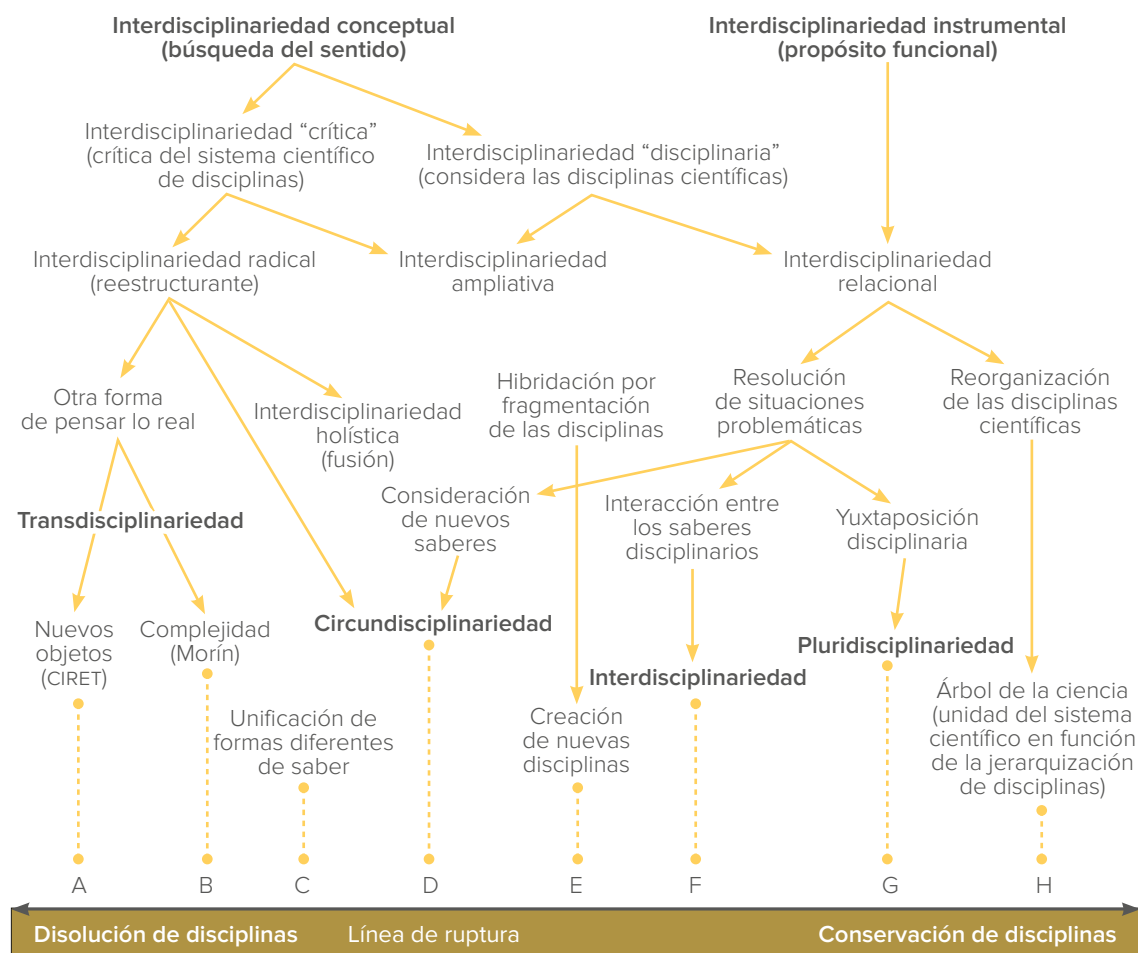 Interdisciplinariedad conceptual
(búsqueda del sentido)
Interdisciplinariedad instrumental
(propósito funcional)
Interdisciplinariedad “crítica”
(crítica del sistema científico
de disciplinas)
Interdisciplinariedad “disciplinaria”
(considera las disciplinas científicas)
Interdisciplinariedad radical
(reestructurante)
Interdisciplinariedad
ampliativa
Interdisciplinariedad
relacional
Otra forma
de pensar lo real
Interdisciplinariedad
holística
(fusión)
Hibridación por
fragmentación
de las disciplinas
Resolución
de situaciones
problemáticas
Reorganización
de las disciplinas
científicas
Transdisciplinariedad
Consideración
de nuevos
saberes
Interacción entre
los saberes
disciplinarios
Yuxtaposición
disciplinaria
Nuevos
objetos
(CIRET)
Complejidad
(Morín)
Circundisciplinariedad
Interdisciplinariedad
Pluridisciplinariedad
Unificación de
formas diferentes
de saber
Creación
de nuevas
disciplinas
Árbol de la ciencia
(unidad del sistema
científico en función
de la jerarquización
de disciplinas)
A B C D E F G H
Disolución de disciplinas Línea de ruptura Conservación de disciplinas